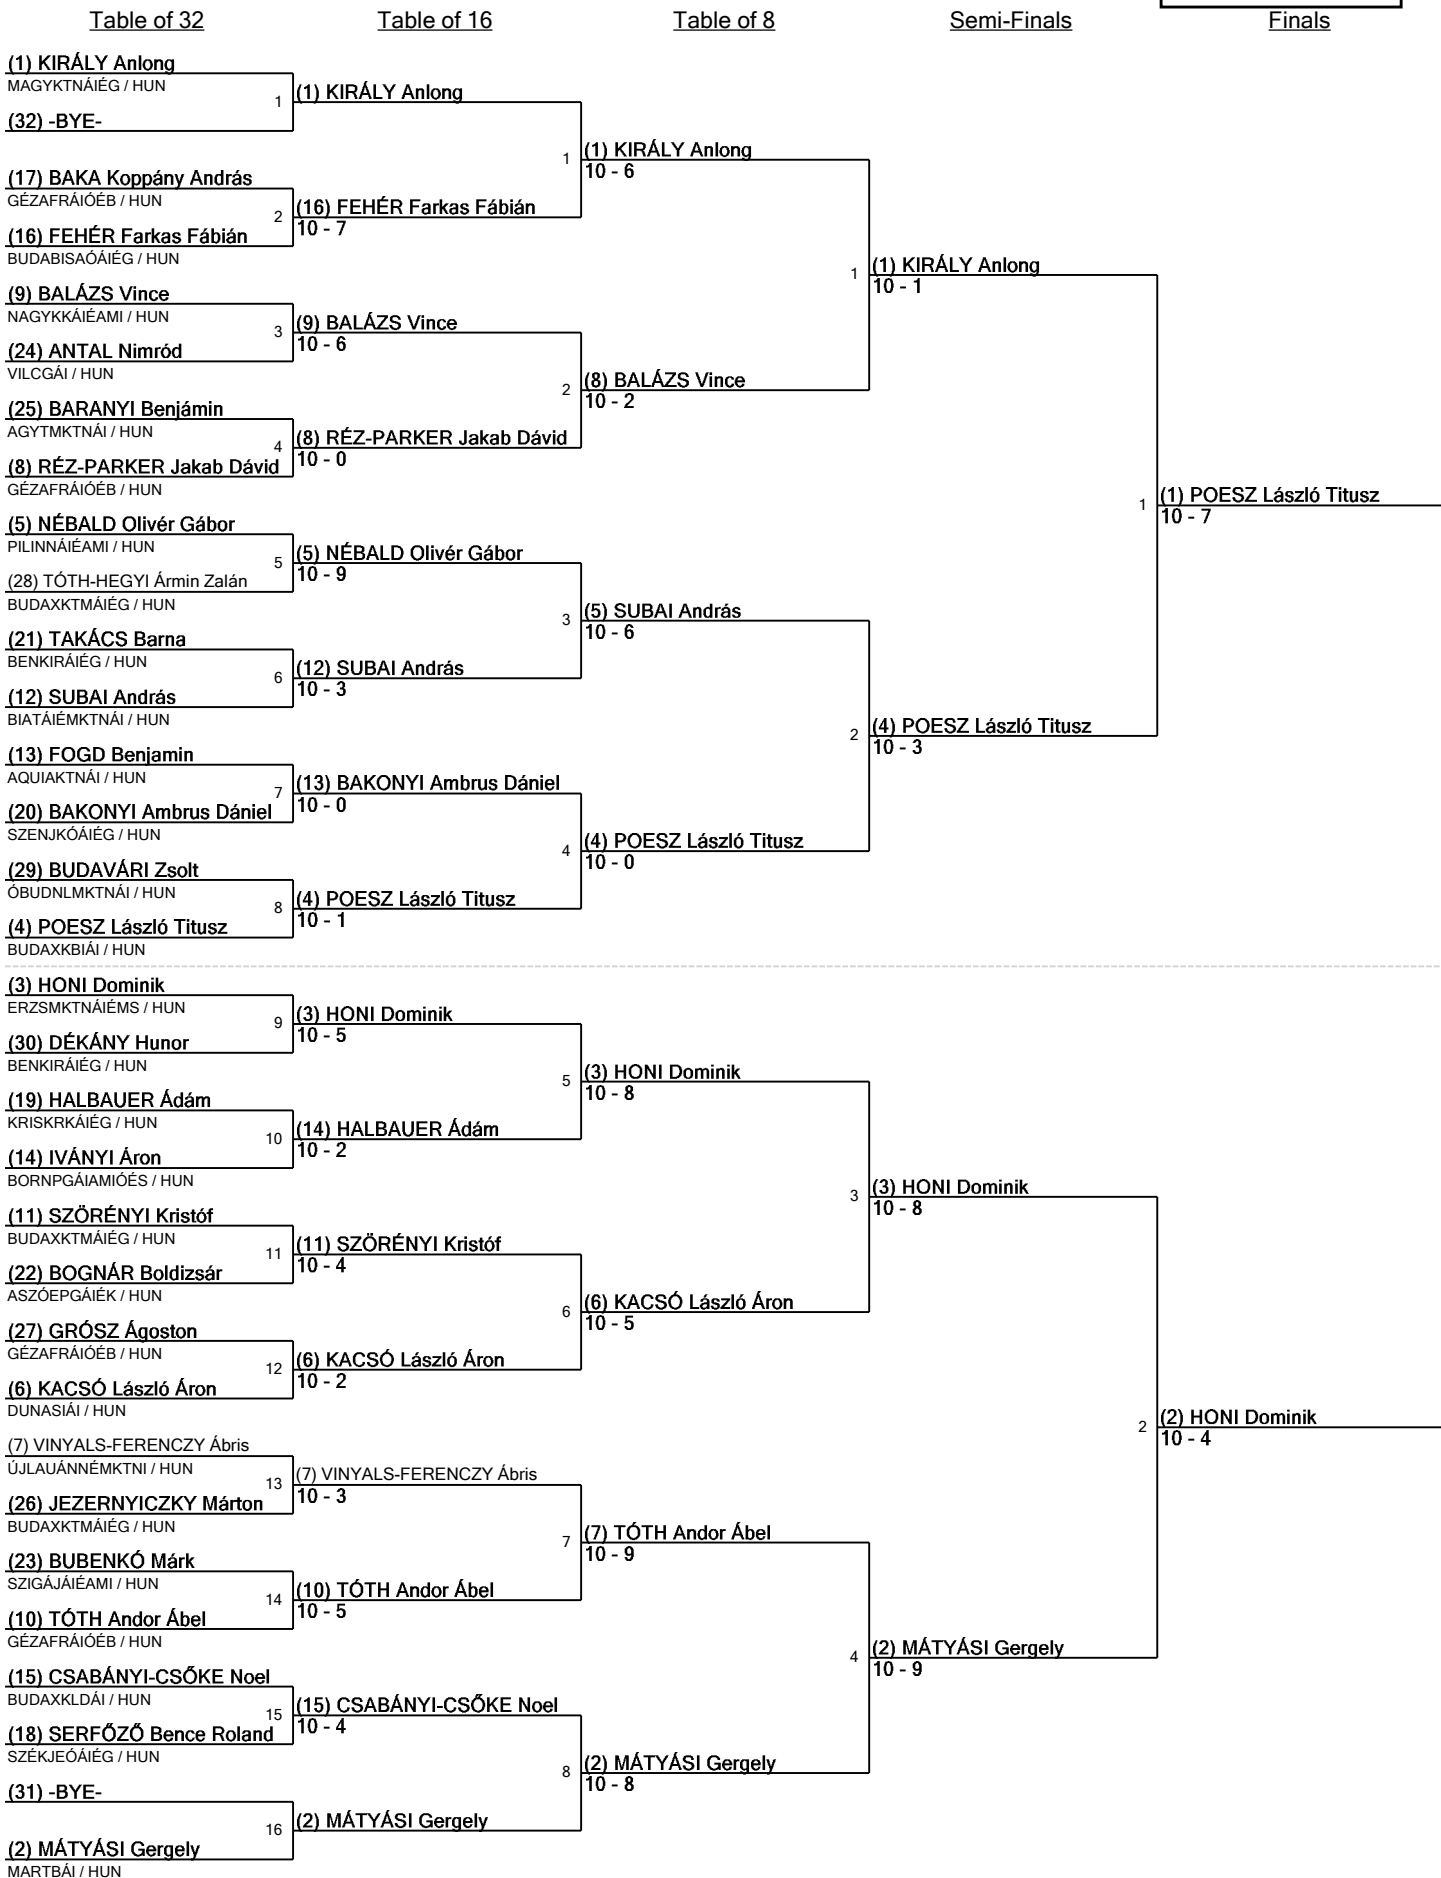 Table of 32
Table of 16
Table of 8
Semi-Finals
Finals
(1) KIRÁLY Anlong
MAGYKTNÁIÉG / HUN
1
(32) -BYE-
(17) BAKA Koppány András
GÉZAFRÁIÓÉB / HUN
2
(16) FEHÉR Farkas Fábián
BUDABISAÓÁIÉG / HUN
(9) BALÁZS Vince
NAGYKKÁIÉAMI / HUN
3
(24) ANTAL Nimród
VILCGÁI / HUN
(25) BARANYI Benjámin
AGYTMKTNÁI / HUN
4
(8) RÉZ-PARKER Jakab Dávid
GÉZAFRÁIÓÉB / HUN
(5) NÉBALD Olivér Gábor
PILINNÁIÉAMI / HUN
5
(28) TÓTH-HEGYI Ármin Zalán
BUDAXKTMÁIÉG / HUN
(21) TAKÁCS Barna
BENKIRÁIÉG / HUN
6
(12) SUBAI András
BIATÁIÉMKTNÁI / HUN
(13) FOGD Benjamin
AQUIAKTNÁI / HUN
7
(20) BAKONYI Ambrus Dániel
SZENJKÓÁIÉG / HUN
(29) BUDAVÁRI Zsolt
ÓBUDNLMKTNÁI / HUN
8
(4) POESZ László Titusz
BUDAXKBIÁI / HUN
(3) HONI Dominik
ERZSMKTNÁIÉMS / HUN
9
(30) DÉKÁNY Hunor
BENKIRÁIÉG / HUN
(19) HALBAUER Ádám
KRISKRKÁIÉG / HUN
10
(14) IVÁNYI Áron
BORNPGÁIAMIÓÉS / HUN
(11) SZÖRÉNYI Kristóf
BUDAXKTMÁIÉG / HUN
11
(22) BOGNÁR Boldizsár
ASZÓEPGÁIÉK / HUN
(27) GRÓSZ Ágoston
GÉZAFRÁIÓÉB / HUN
12
(6) KACSÓ László Áron
DUNASIÁI / HUN
(7) VINYALS-FERENCZY Ábris
ÚJLAUÁNNÉMKTNI / HUN
13
(26) JEZERNYICZKY Márton
BUDAXKTMÁIÉG / HUN
(23) BUBENKÓ Márk
SZIGÁJÁIÉAMI / HUN
14
(10) TÓTH Andor Ábel
GÉZAFRÁIÓÉB / HUN
(15) CSABÁNYI-CSŐKE Noel
BUDAXKLDÁI / HUN
15
(18) SERFŐZŐ Bence Roland
SZÉKJEÓÁIÉG / HUN
(31) -BYE-
16
(2) MÁTYÁSI Gergely
MARTBÁI / HUN
(1) KIRÁLY Anlong
1
(16) FEHÉR Farkas Fábián
10 - 7
(9) BALÁZS Vince
10 - 6
2
(8) RÉZ-PARKER Jakab Dávid
10 - 0
(5) NÉBALD Olivér Gábor
10 - 9
3
(12) SUBAI András
10 - 3
(13) BAKONYI Ambrus Dániel
10 - 0
4
(4) POESZ László Titusz
10 - 1
(3) HONI Dominik
10 - 5
5
(14) HALBAUER Ádám
10 - 2
(11) SZÖRÉNYI Kristóf
10 - 4
6
(6) KACSÓ László Áron
10 - 2
(7) VINYALS-FERENCZY Ábris
10 - 3
7
(10) TÓTH Andor Ábel
10 - 5
(15) CSABÁNYI-CSŐKE Noel
10 - 4
8
(2) MÁTYÁSI Gergely
(1) KIRÁLY Anlong
10 - 6
1
(8) BALÁZS Vince
10 - 2
(5) SUBAI András
10 - 6
2
(4) POESZ László Titusz
10 - 0
(3) HONI Dominik
10 - 8
3
(6) KACSÓ László Áron
10 - 5
(7) TÓTH Andor Ábel
10 - 9
4
(2) MÁTYÁSI Gergely
10 - 8
(1) KIRÁLY Anlong
10 - 1
1
(4) POESZ László Titusz
10 - 3
(3) HONI Dominik
10 - 8
2
(2) MÁTYÁSI Gergely
10 - 9
(1) POESZ László Titusz
10 - 7
(2) HONI Dominik
10 - 4